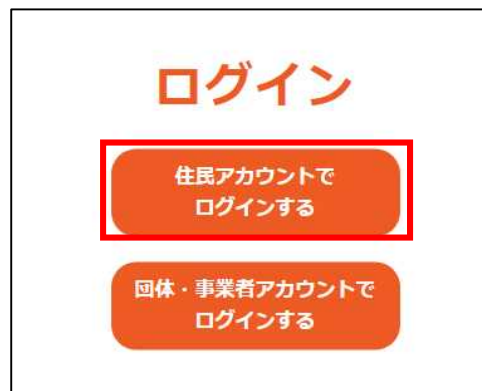 ログイン
住民アカウントで
ログインする
団体・事業者アカウントで
ログインする